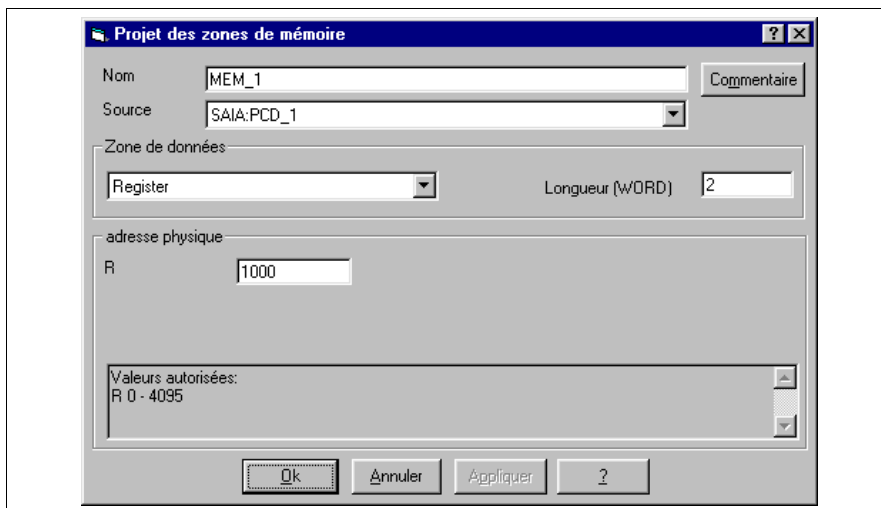 Projet des zones de mémoire
Nom MEM_1 Commentaire
Source SAIA:PCD_1
Zone de données
Register Longueur (WORD) 2
adresse physique
R 1000
Valeurs autorisées:
R 0 - 4095
Ok Annuler Appliquer ?